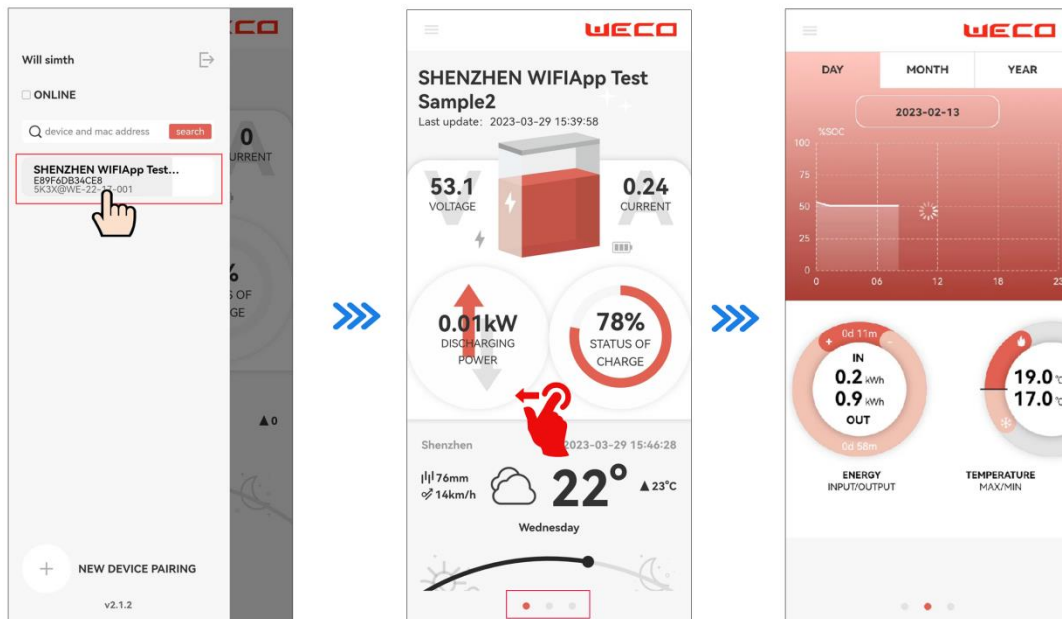 Will simth
ONLINE
device and mac address
search
SHENZHEN WIFIApp Test...
E89F6DB34CE8
5K3X@WE-22-17-001
NEW DEVICE PAIRING
v2.1.2
0
WECO
SHENZHEN WIFIApp Test
Sample2
Last update: 2023-03-29 15:39:58
53.1
VOLTAGE
0.24
CURRENT
0.01kW
DISCHARGING
POWER
78%
STATUS OF
CHARGE
Shenzhen
2023-03-29 15:46:28
76mm
14km/h
22°
23°C
Wednesday
WECO
DAY
MONTH
YEAR
2023-02-13
%SOC
100
75
50
25
0
0
06
12
18
23
0d 11m
IN
0.2 kWh
0.9 kWh
OUT
0d 58m
ENERGY
INPUT/OUTPUT
19.0
17.0
TEMPERATURE
MAX/MIN